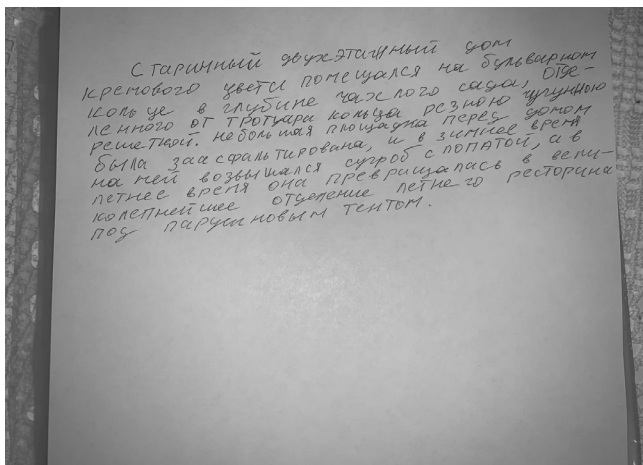 Старинный двухэтажный дом
кремового цвета помещался на бульварном
кольце в глубине чахлого сада, отде-
ленного от тротуара кольца резною чугунною
решеткой. Небольшая площадка перед домом
была заасфальтирована, и в зимнее время
на ней возвышался сугроб с лопатой, а в
летнее время она превращалась в вели-
колепнейшее отделение летнего ресторана
под парусиновым тентом.